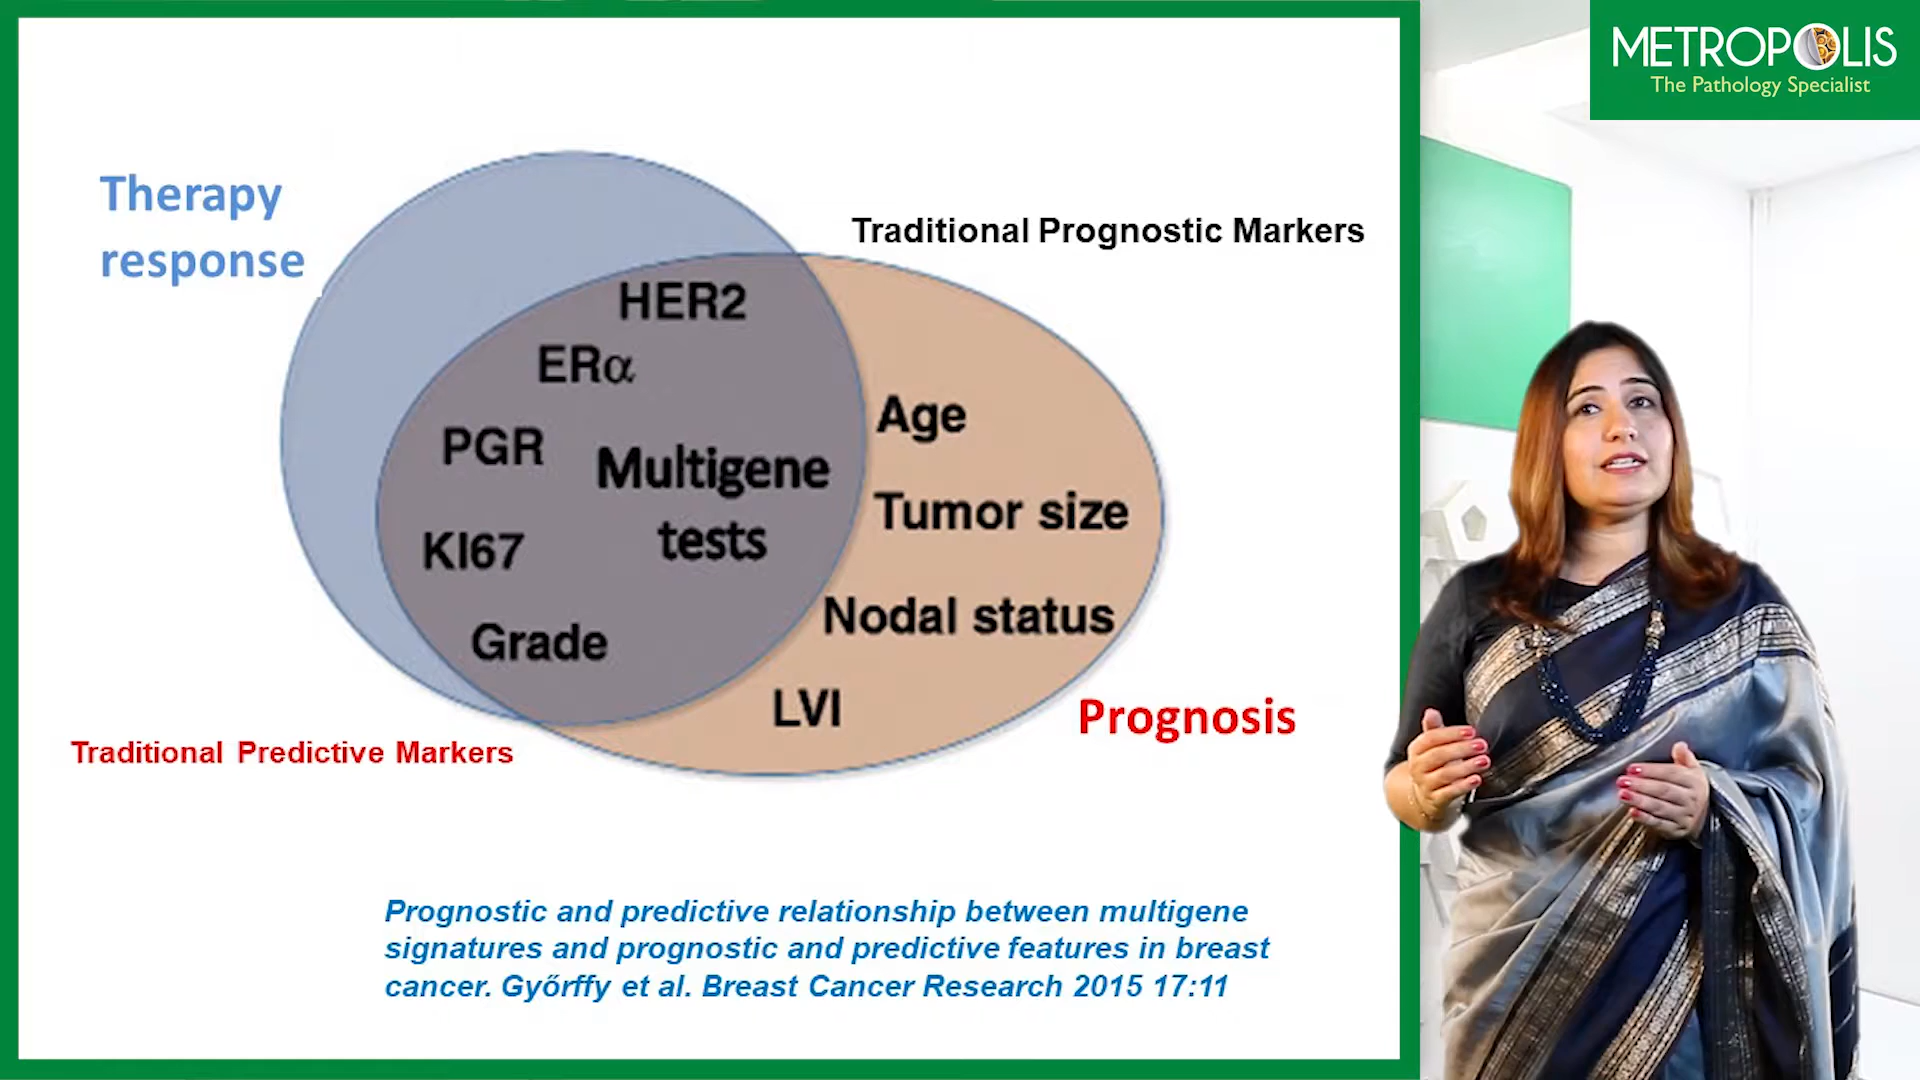 METROPOLIS
The Pathology Specialist
Therapy
response
Traditional Prognostic Markers
HER2
ERα
PGR
Multigene
tests
KI67
Grade
Age
Tumor size
Nodal status
LVI
Prognosis
Traditional Predictive Markers
Prognostic and predictive relationship between multigene
signatures and prognostic and predictive features in breast
cancer. Győrffy et al. Breast Cancer Research 2015 17:11